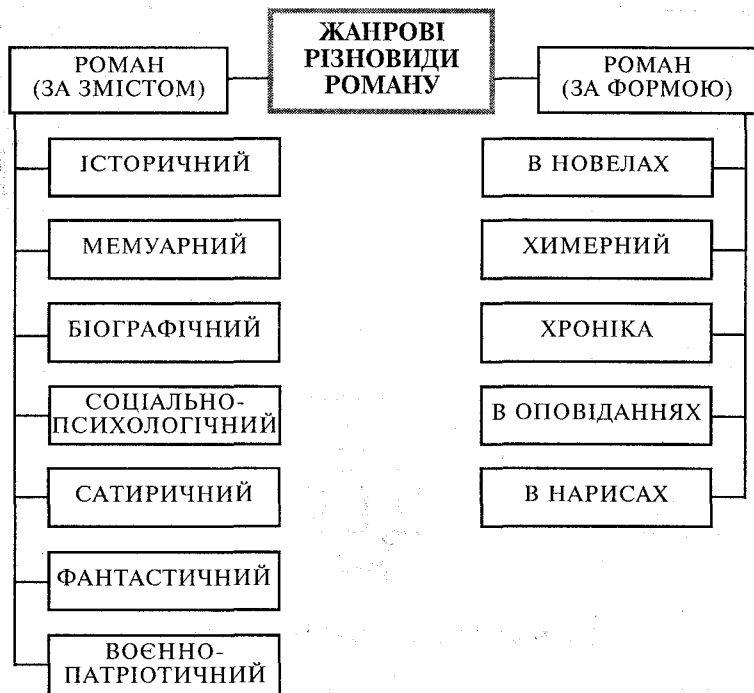 ЖАНРОВІ
РІЗНОВИДИ
РОМАНУ
РОМАН
(ЗА ЗМІСТОМ)
ІСТОРИЧНИЙ
МЕМУАРНИЙ
БІОГРАФІЧНИЙ
СОЦІАЛЬНО-
ПСИХОЛОГІЧНИЙ
САТИРИЧНИЙ
ФАНТАСТИЧНИЙ
ВОЄННО-
ПАТРІОТИЧНИЙ
РОМАН
(ЗА ФОРМОЮ)
В НОВЕЛАХ
ХИМЕРНИЙ
ХРОНІКА
В ОПОВІДАННЯХ
В НАРИСАХ